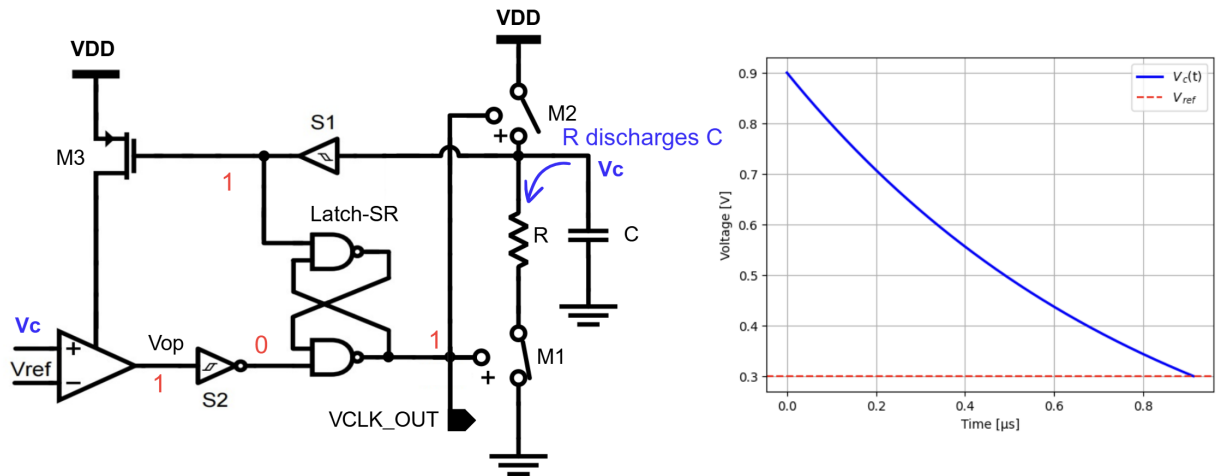 VDD
VDD
M2
+
S1
R discharges C
M3
1
Vc
Latch-SR
R
C
Vc
+
Vref
−
Vop
1
0
S2
1
M1
+
VCLK_OUT
V_c(t)
V_ref
Voltage [V]
0.9
0.8
0.7
0.6
0.5
0.4
0.3
0.0
0.2
0.4
0.6
0.8
Time [μs]